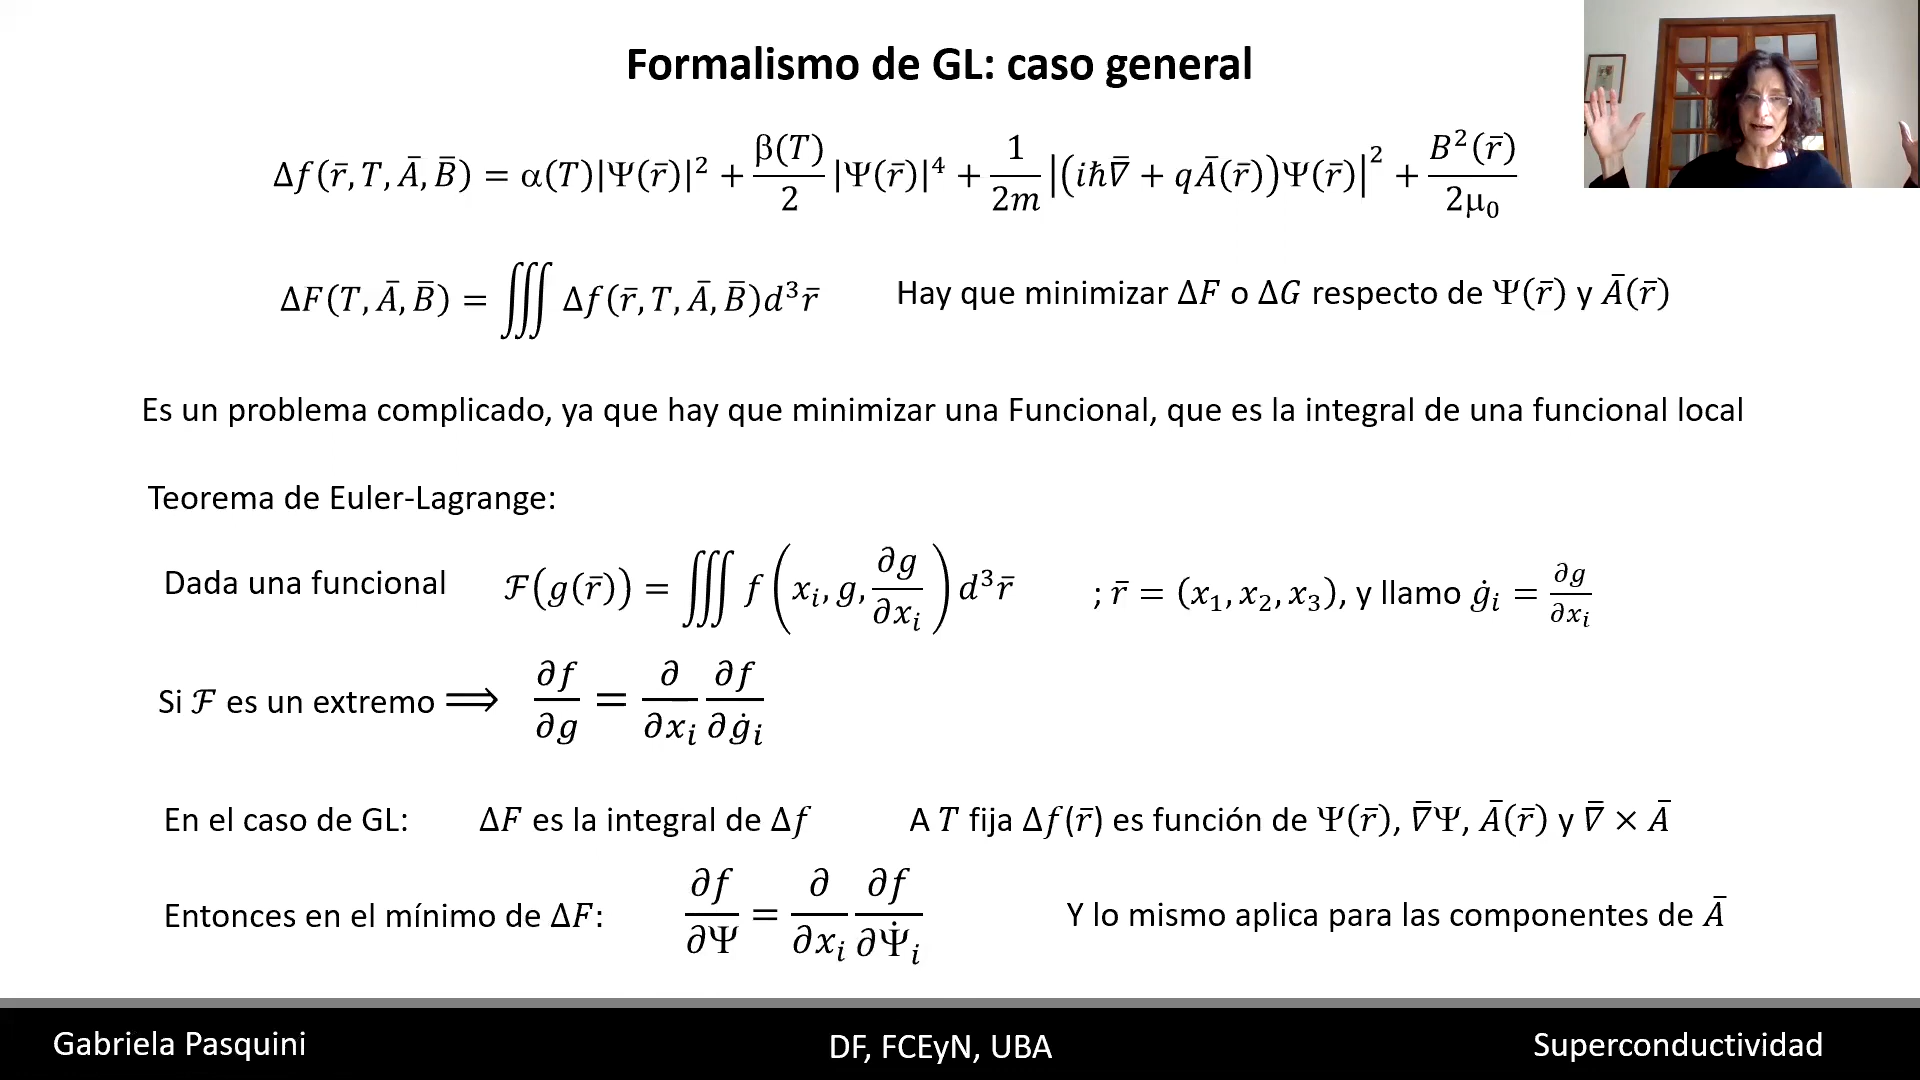 Formalismo de GL: caso general
Δf(r̄, T, Ā, B̄) = α(T)|Ψ(r̄)|² + β(T)/2 |Ψ(r̄)|⁴ + 1/2m |(iħ∇̄ + qĀ(r̄))Ψ(r̄)|² + B²(r̄)/2μ₀
ΔF(T, Ā, B̄) = ∭ Δf(r̄, T, Ā, B̄)d³r̄ Hay que minimizar ΔF o ΔG respecto de Ψ(r̄) y Ā(r̄)
Es un problema complicado, ya que hay que minimizar una Funcional, que es la integral de una funcional local
Teorema de Euler-Lagrange:
Dada una funcional ℱ(g(r̄)) = ∭ f(xᵢ, g, ∂g/∂xᵢ) d³r̄ ; r̄ = (x₁, x₂, x₃), y llamo ġᵢ = ∂g/∂xᵢ
Si ℱ es un extremo ⟹ ∂f/∂g = ∂/∂xᵢ ∂f/∂ġᵢ
En el caso de GL: ΔF es la integral de Δf A T fija Δf(r̄) es función de Ψ(r̄), ∇̄Ψ, Ā(r̄) y ∇̄ × Ā
Entonces en el mínimo de ΔF: ∂f/∂Ψ = ∂/∂xᵢ ∂f/∂Ψ̇ᵢ Y lo mismo aplica para las componentes de Ā
Gabriela Pasquini DF, FCEyN, UBA Superconductividad